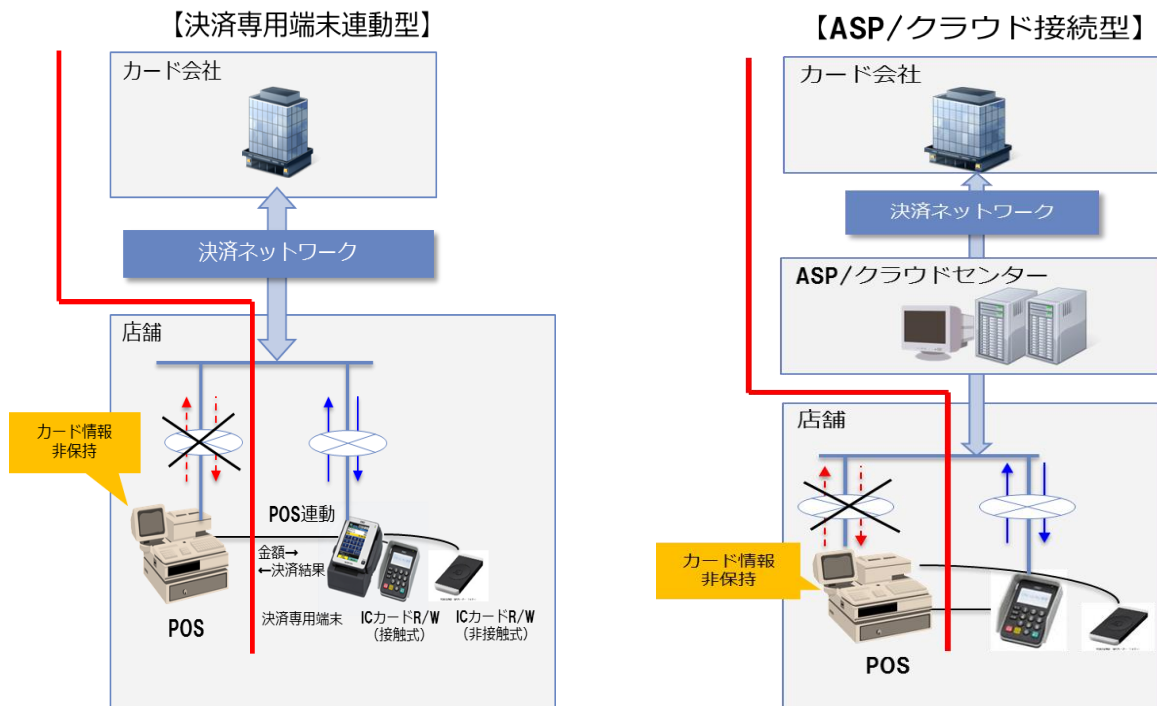 【決済専用端末連動型】
カード会社
決済ネットワーク
店舗
カード情報
非保持
POS連動
金額→
←決済結果
POS
決済専用端末
ICカードR/W
（接触式）
ICカードR/W
（非接触式）
【ASP/クラウド接続型】
カード会社
決済ネットワーク
ASP/クラウドセンター
店舗
カード情報
非保持
POS